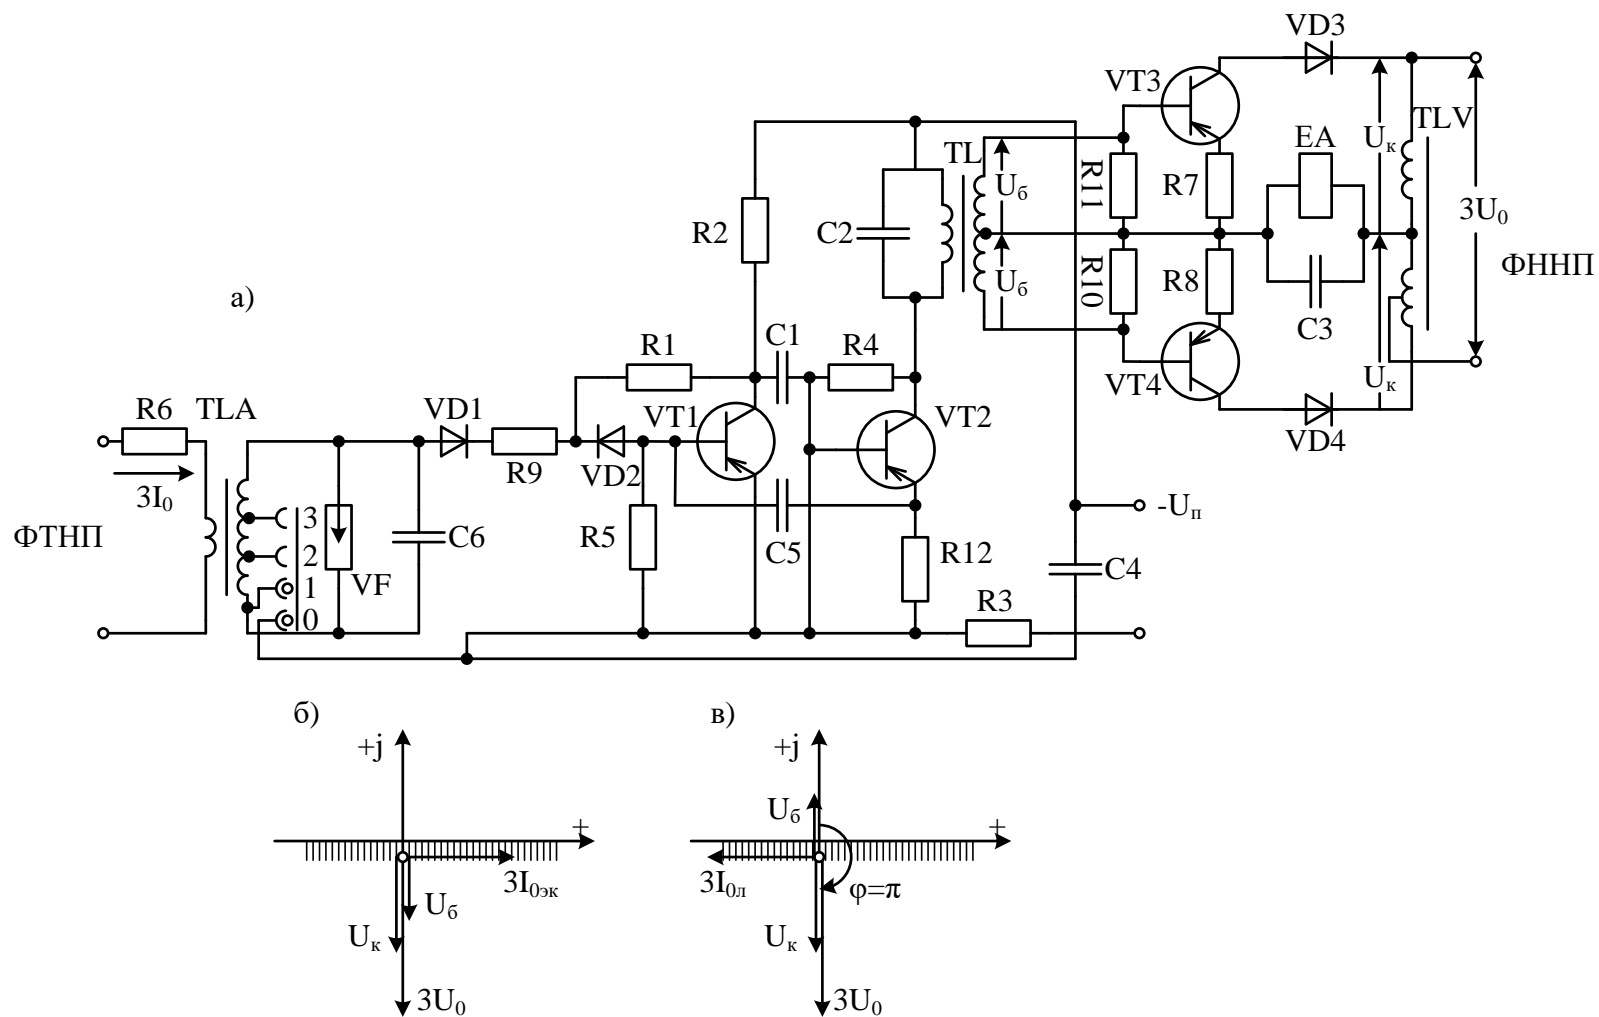 VD3
VT3
TLV
EA
Uк
TL
R11
R7
Uб
3U0
R2
C2
ФННП
R10
R8
Uб
а)
C3
C1
R1
R4
VT4
Uк
R6
TLA
VD1
VT1
VT2
VD4
R9
VD2
3I0
-Uп
3
ФТНП
C6
R5
C5
R12
2
C4
VF
1
R3
0
б)
в)
+j
+j
Uб
+
+
3I0эк
3I0л
φ=π
Uб
Uк
Uк
3U0
3U0